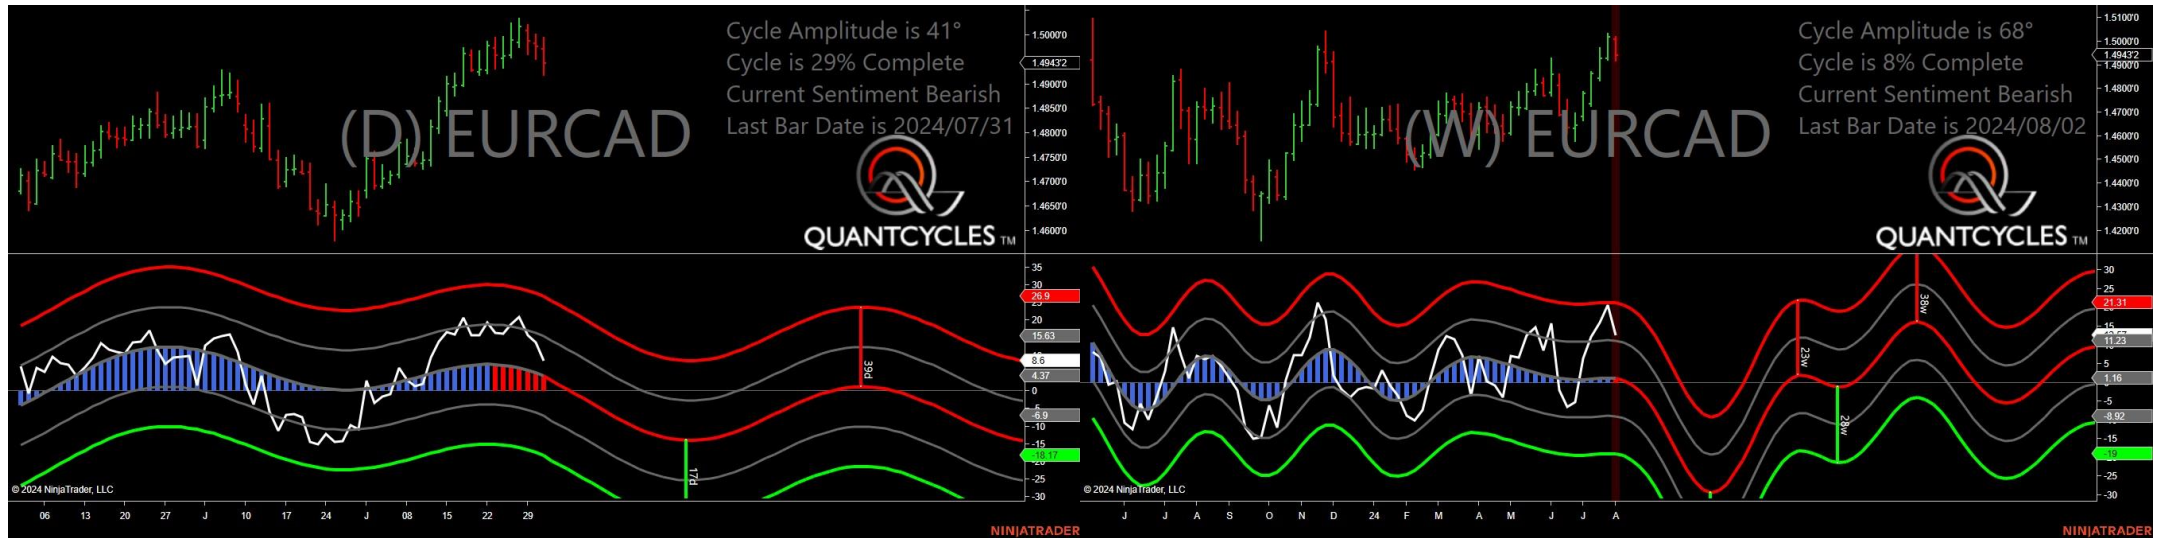 Cycle Amplitude is 41°
Cycle is 29% Complete
Current Sentiment Bearish
Last Bar Date is 2024/07/31
(D) EURCAD
QUANTCYCLES TM
1.5000'0
1.4943'2
1.4900'0
1.4850'0
1.4800'0
1.4750'0
1.4700'0
1.4650'0
1.4600'0
35
30
26.9
20
15.63
8.6
4.37
0
-6.9
-10
-15
-18.17
-25
-30
39d
17d
© 2024 NinjaTrader, LLC
06 13 20 27 J 10 17 24 J 08 15 22 29
NINJATRADER
Cycle Amplitude is 68°
Cycle is 8% Complete
Current Sentiment Bearish
Last Bar Date is 2024/08/02
(W) EURCAD
QUANTCYCLES TM
1.5100'0
1.5000'0
1.4943'2
1.4900'0
1.4800'0
1.4700'0
1.4600'0
1.4500'0
1.4400'0
1.4300'0
1.4200'0
30
25
21.31
15
11.23
5
1.16
-5
-8.92
-15
-19
-25
-30
38w
23w
28w
© 2024 NinjaTrader, LLC
J J A S O N D 24 F M A M J J A
NINJATRADER